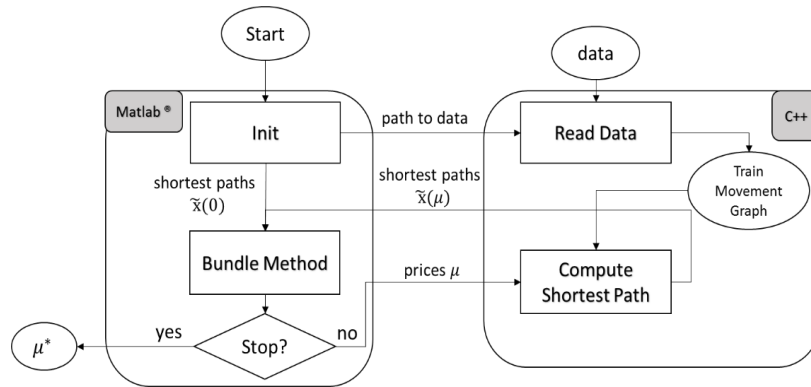 Start
data
Matlab ®
C++
Init
path to data
Read Data
shortest paths
x̃(0)
shortest paths
x̃(μ)
Train
Movement
Graph
Bundle Method
prices μ
Compute
Shortest Path
yes
no
Stop?
μ*